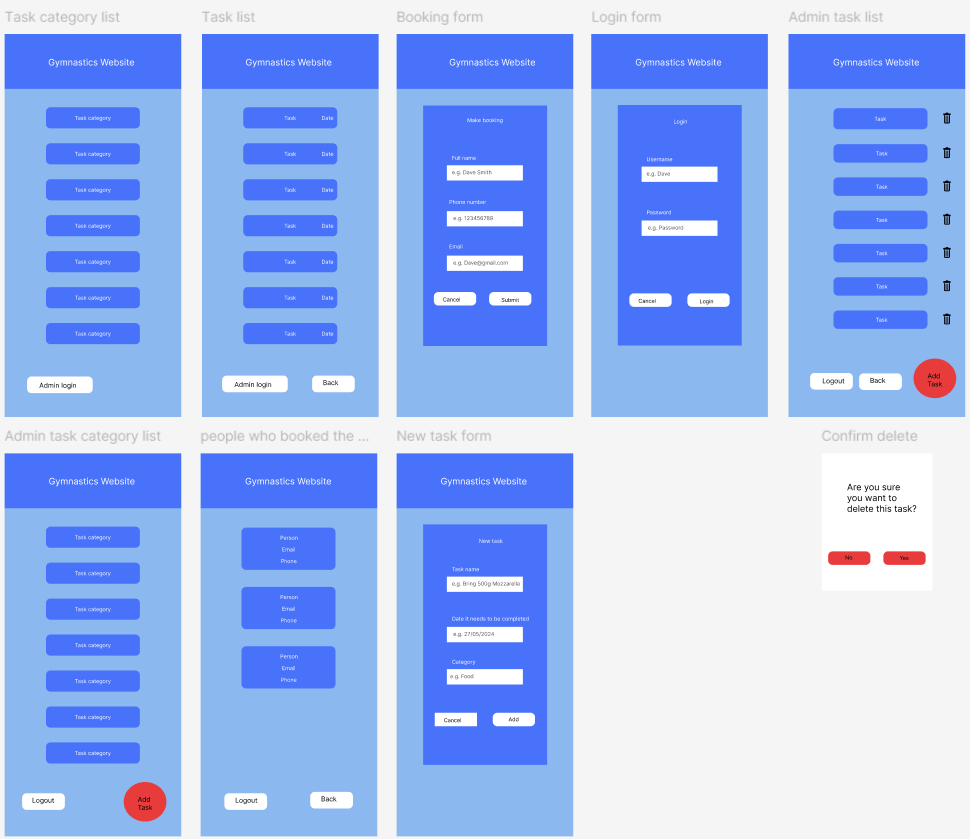 Task category list
Gymnastics Website
Task category
Task category
Task category
Task category
Task category
Task category
Task category
Admin login
Task list
Gymnastics Website
Task Date
Task Date
Task Date
Task Date
Task Date
Task Date
Task Date
Admin login Back
Booking form
Gymnastics Website
Make booking
Full name
e.g. Dave Smith
Phone number
e.g. 123456789
Email
e.g. Dave@gmail.com
Cancel Submit
Login form
Gymnastics Website
Login
Username
e.g. Dave
Password
e.g. Password
Cancel Login
Admin task list
Gymnastics Website
Task
Task
Task
Task
Task
Task
Task
Logout Back Add
Task
Admin task category list
Gymnastics Website
Task category
Task category
Task category
Task category
Task category
Task category
Task category
Logout Add
Task
people who booked the ...
Gymnastics Website
Person
Email
Phone
Person
Email
Phone
Person
Email
Phone
Logout Back
New task form
Gymnastics Website
New task
Task name
e.g. Bring 500g Mozzarella
Date it needs to be completed
e.g. 27/05/2024
Category
e.g. Food
Cancel Add
Confirm delete
Are you sure
you want to
delete this task?
No Yes